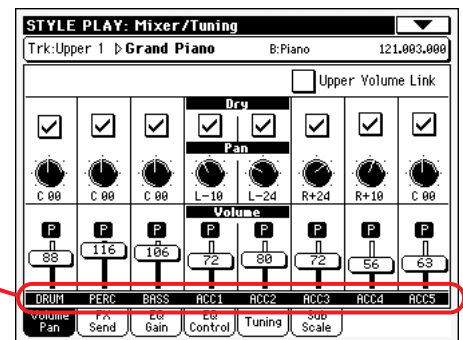 STYLE PLAY: Mixer/Tuning
Trk:Upper 1 Grand Piano B:Piano 121.003.000
Upper Volume Link
Dry
Pan
C 00 C 00 C 00 L-10 L-24 R+24 R+10 C 00
Volume
P P P P P P P P
88 116 106 72 80 72 56 63
DRUM PERC BASS ACC1 ACC2 ACC3 ACC4 ACC5
Volume Pan FX Send EQ Gain EQ Control Tuning Sub Scale